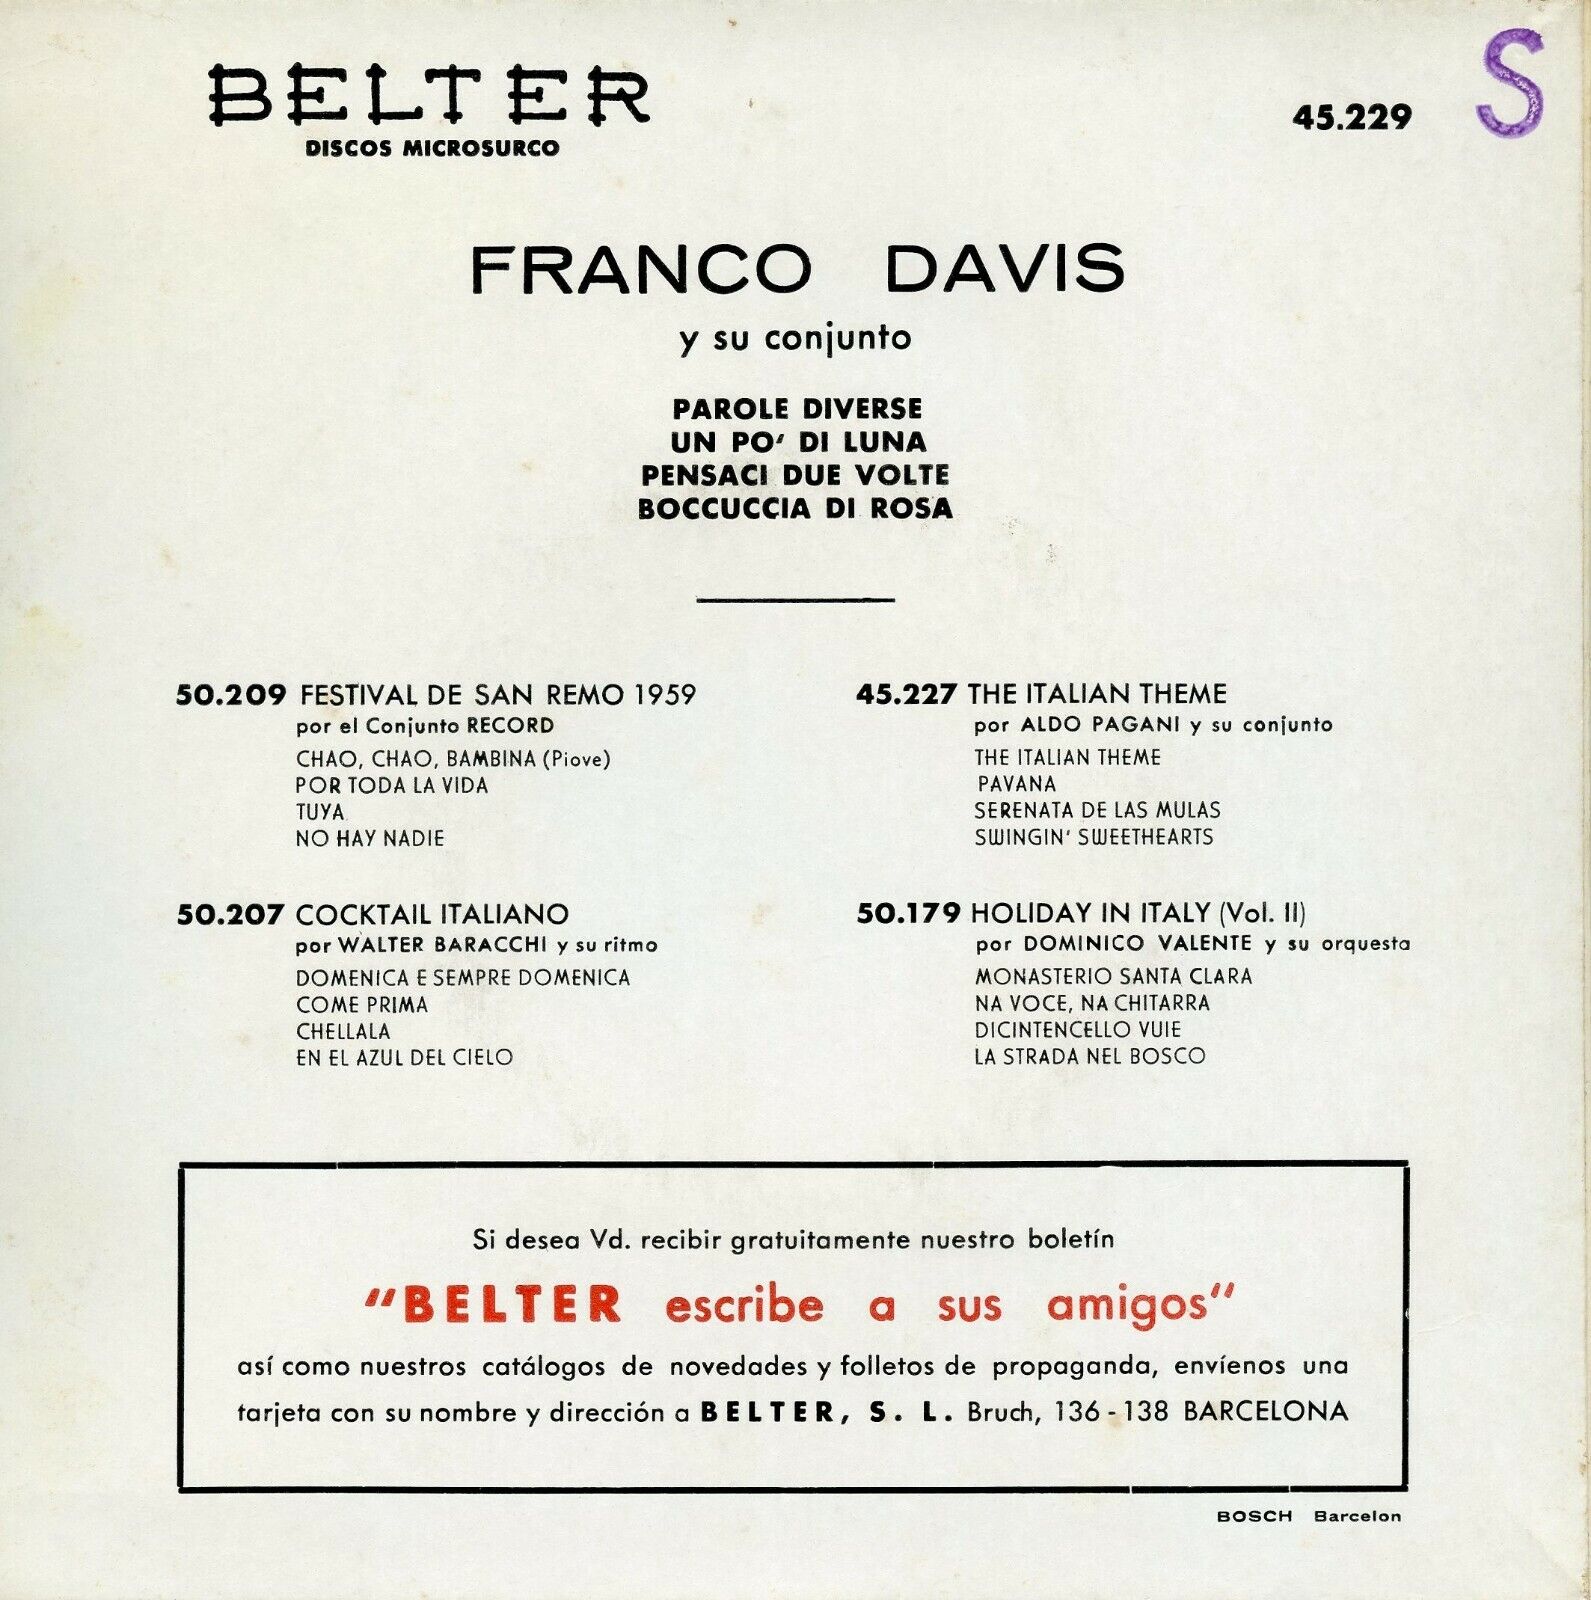 BELTER
DISCOS MICROSURCO
45.229
S
FRANCO DAVIS
y su conjunto
PAROLE DIVERSE
UN PO' DI LUNA
PENSACI DUE VOLTE
BOCCUCCIA DI ROSA
50.209 FESTIVAL DE SAN REMO 1959
por el Conjunto RECORD
CHAO, CHAO, BAMBINA (Piove)
POR TODA LA VIDA
TUYA
NO HAY NADIE
45.227 THE ITALIAN THEME
por ALDO PAGANI y su conjunto
THE ITALIAN THEME
PAVANA
SERENATA DE LAS MULAS
SWINGIN' SWEETHEARTS
50.207 COCKTAIL ITALIANO
por WALTER BARACCHI y su ritmo
DOMENICA E SEMPRE DOMENICA
COME PRIMA
CHELLALA
EN EL AZUL DEL CIELO
50.179 HOLIDAY IN ITALY (Vol. II)
por DOMINICO VALENTE y su orquesta
MONASTERIO SANTA CLARA
NA VOCE, NA CHITARRA
DICINTENCELLO VUIE
LA STRADA NEL BOSCO
Si desea Vd. recibir gratuitamente nuestro boletín
"BELTER escribe a sus amigos"
así como nuestros catálogos de novedades y folletos de propaganda, envíenos una
tarjeta con su nombre y dirección a BELTER, S. L. Bruch, 136-138 BARCELONA
BOSCH Barcelon